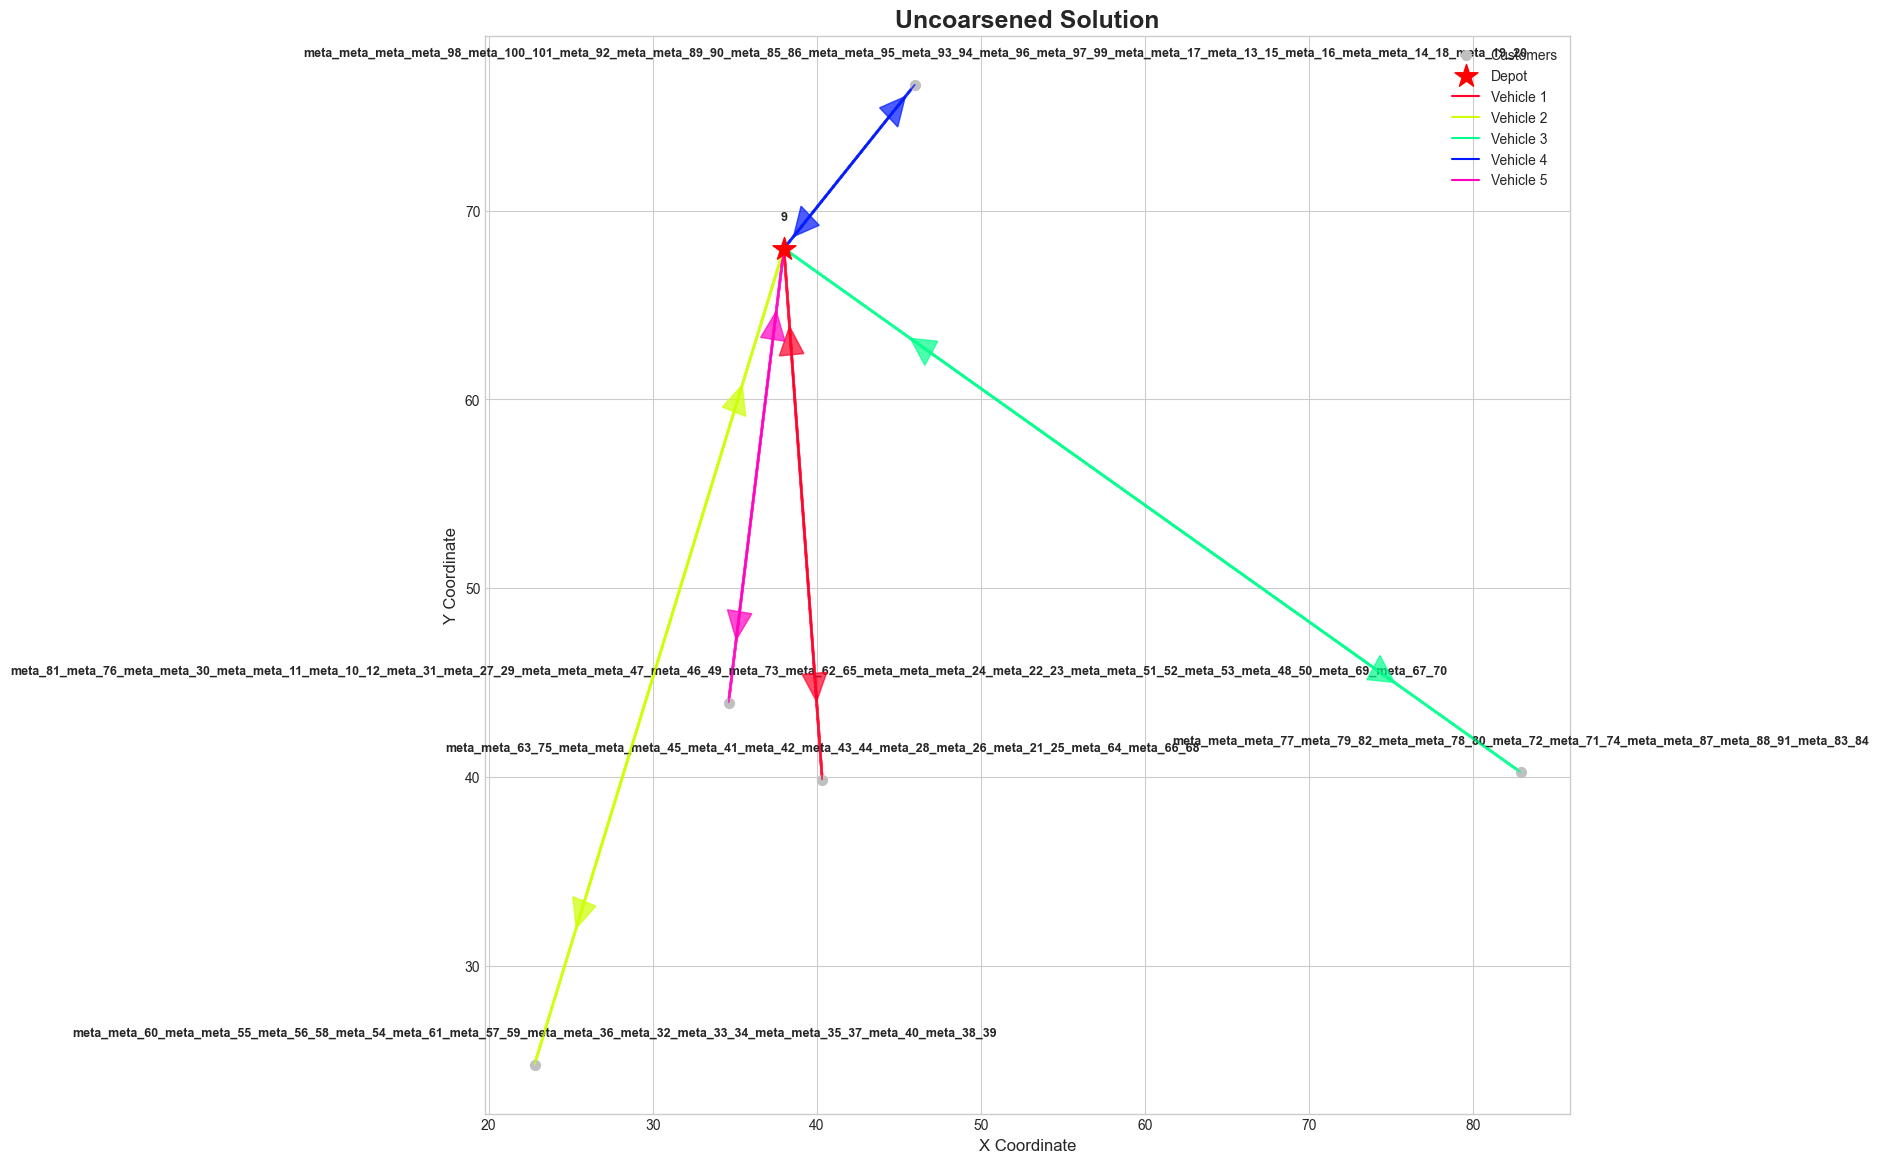 Uncoarsened Solution
meta_meta_meta_meta_98_meta_100_101_meta_92_meta_meta_89_90_meta_85_86_meta_meta_95_meta_93_94_meta_96_meta_97_99_meta_meta_17_meta_13_15_meta_16_meta_meta_14_18_meta_19_20
Customers
Depot
Vehicle 1
Vehicle 2
Vehicle 3
Vehicle 4
Vehicle 5
70
9
60
50
Y Coordinate
meta_81_meta_76_meta_meta_30_meta_meta_11_meta_10_12_meta_31_meta_27_29_meta_meta_meta_47_meta_46_49_meta_73_meta_62_65_meta_meta_meta_24_meta_22_23_meta_meta_51_52_meta_53_meta_48_50_meta_69_meta_67_70
meta_meta_meta_77_meta_79_82_meta_meta_78_80_meta_72_meta_71_74_meta_meta_87_meta_88_91_meta_83_84
meta_meta_63_75_meta_meta_meta_45_meta_41_meta_42_meta_43_44_meta_28_meta_26_meta_21_25_meta_64_meta_66_68
40
30
meta_meta_60_meta_meta_55_meta_56_58_meta_54_meta_61_meta_57_59_meta_meta_36_meta_32_meta_33_34_meta_meta_35_37_meta_40_meta_38_39
20 30 40 50 60 70 80
X Coordinate